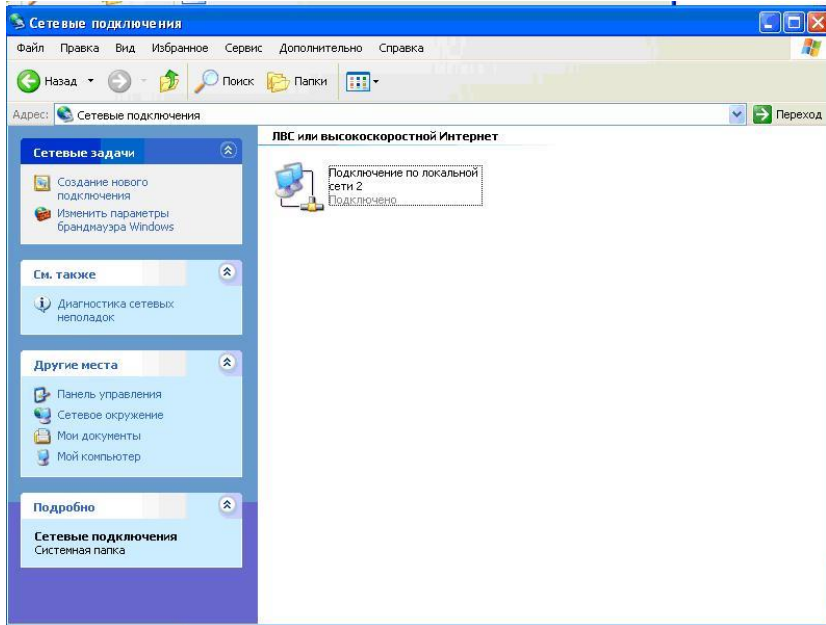 Сетевые подключения
Файл Правка Вид Избранное Сервис Дополнительно Справка
Назад Поиск Папки
Адрес: Сетевые подключения Переход
Сетевые задачи
Создание нового
подключения
Изменить параметры
брандмауэра Windows
См. также
Диагностика сетевых
неполадок
Другие места
Панель управления
Сетевое окружение
Мои документы
Мой компьютер
Подробно
Сетевые подключения
Системная папка
ЛВС или высокоскоростной Интернет
Подключение по локальной
сети 2
Подключено